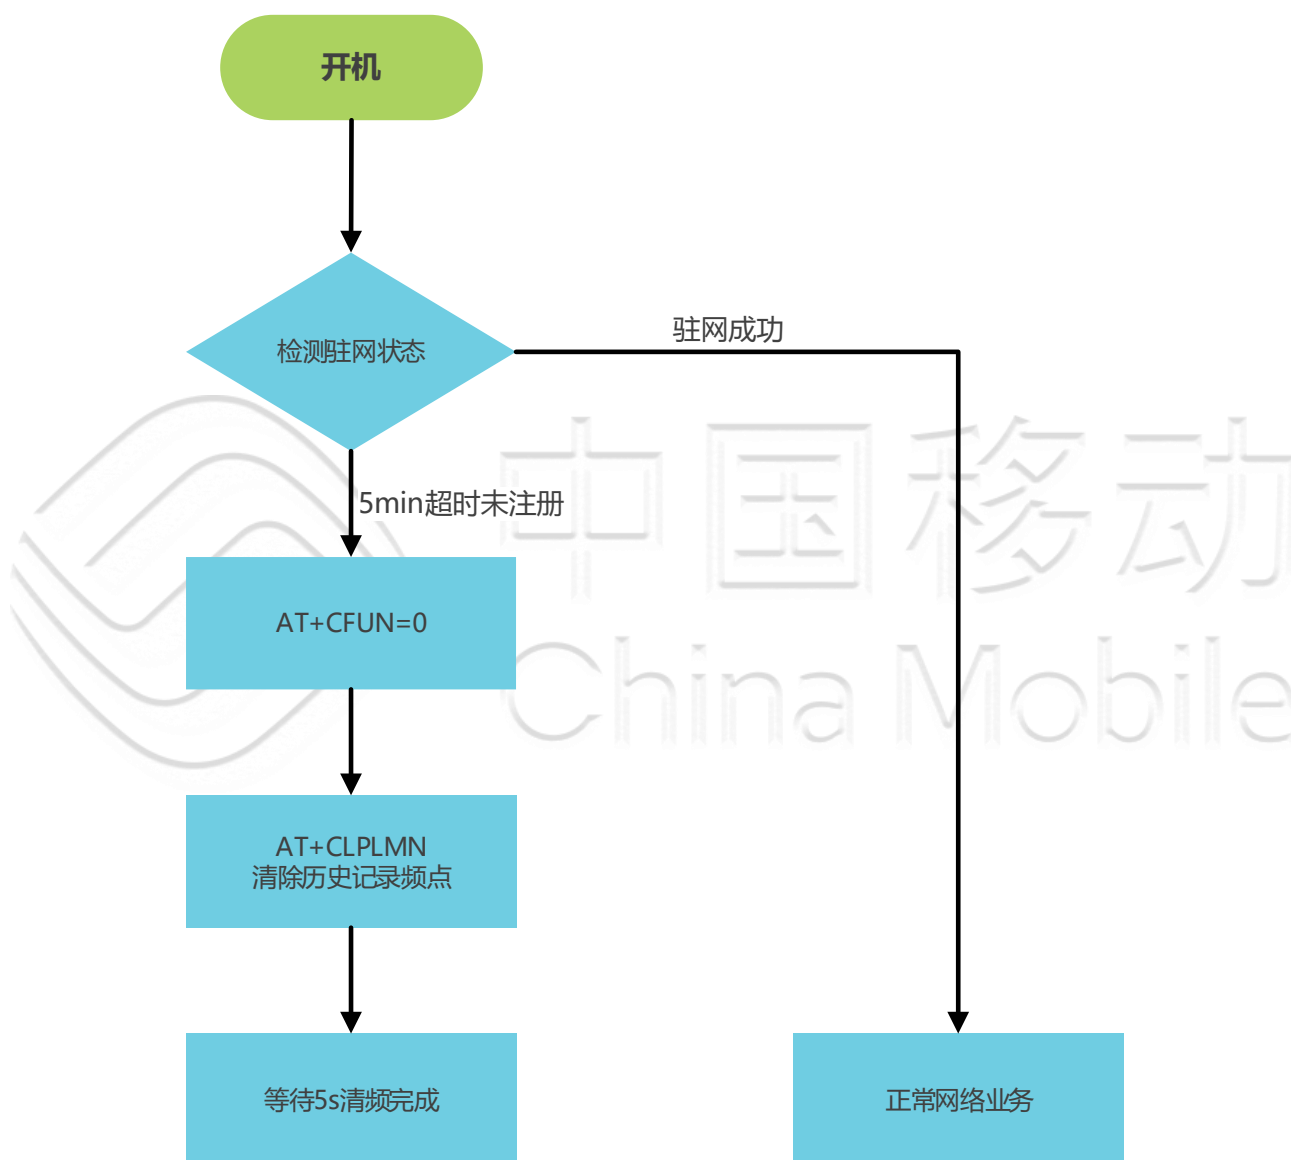 开机
检测驻网状态
驻网成功
5min超时未注册
中国移动
China Mobile
AT+CFUN=0
AT+CLPLMN
清除历史记录频点
等待5s清频完成
正常网络业务